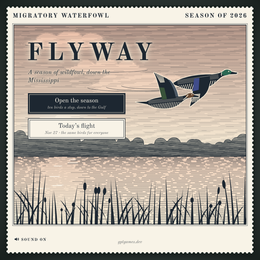 MIGRATORY WATERFOWL
SEASON OF 2026
FLYWAY
A season of wildfowl, down the
Mississippi
Open the season
Today's flight
SOUND ON